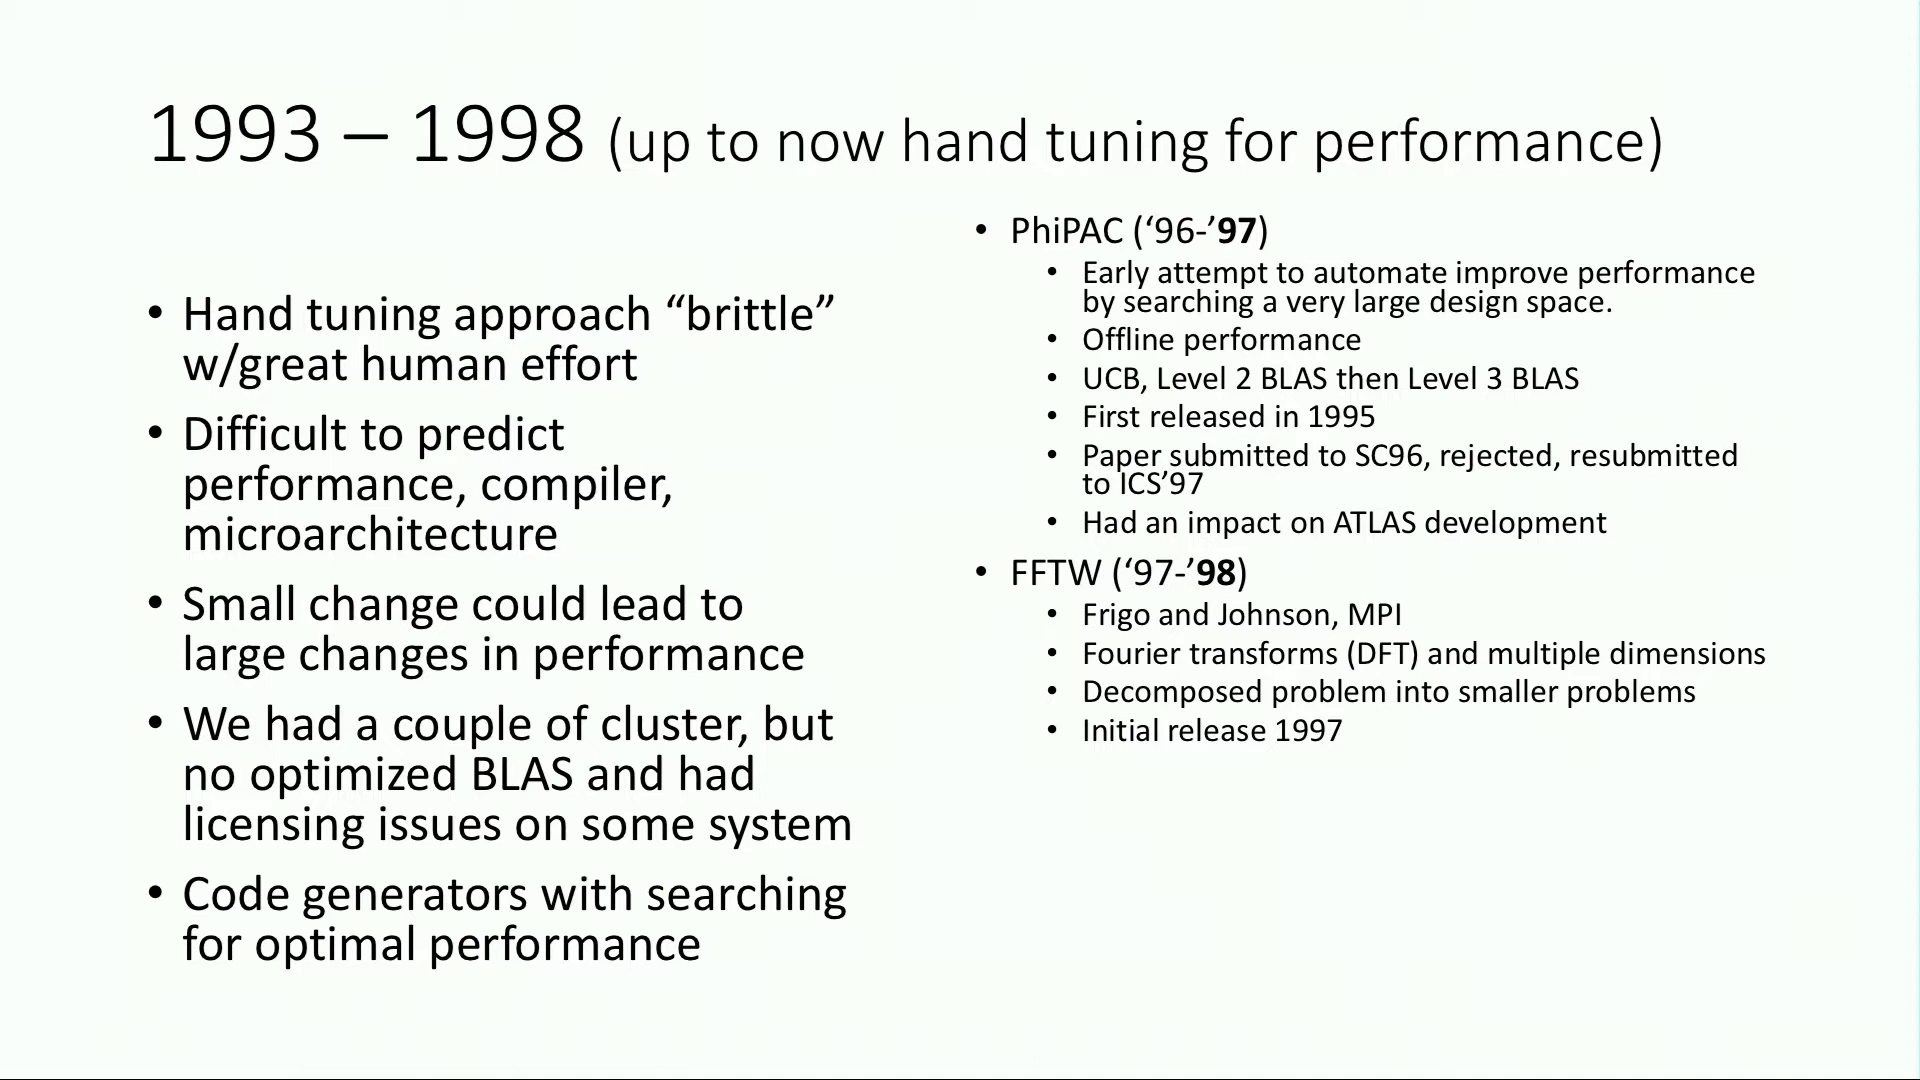 1993 – 1998 (up to now hand tuning for performance)
• Hand tuning approach “brittle”
w/great human effort
• Difficult to predict
performance, compiler,
microarchitecture
• Small change could lead to
large changes in performance
• We had a couple of cluster, but
no optimized BLAS and had
licensing issues on some system
• Code generators with searching
for optimal performance
• PhiPAC (‘96-’97)
• Early attempt to automate improve performance
by searching a very large design space.
• Offline performance
• UCB, Level 2 BLAS then Level 3 BLAS
• First released in 1995
• Paper submitted to SC96, rejected, resubmitted
to ICS’97
• Had an impact on ATLAS development
• FFTW (‘97-’98)
• Frigo and Johnson, MPI
• Fourier transforms (DFT) and multiple dimensions
• Decomposed problem into smaller problems
• Initial release 1997